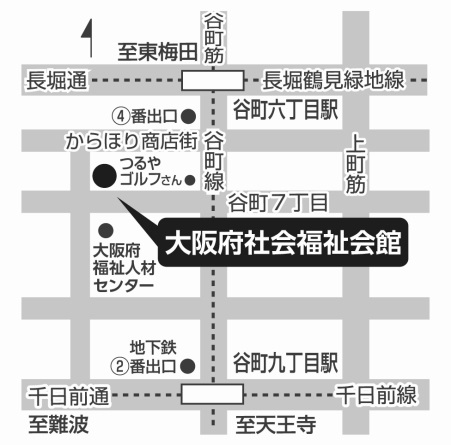 谷町筋
至東梅田
長堀通
長堀鶴見緑地線
④番出口
谷町六丁目駅
からほり商店街
谷町線
上町筋
つるや
ゴルフさん
谷町7丁目
大阪府社会福祉会館
大阪府
福祉人材
センター
地下鉄
②番出口
谷町九丁目駅
千日前通
千日前線
至難波
至天王寺